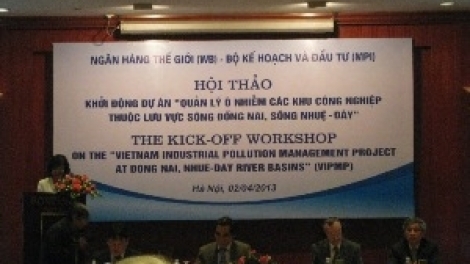 NGÂN HÀNG THẾ GIỚI (WB) - BỘ KẾ HOẠCH VÀ ĐẦU TƯ (MPI)
HỘI THẢO
KHỞI ĐỘNG DỰ ÁN "QUẢN LÝ Ô NHIỄM CÁC KHU CÔNG NGHIỆP
THUỘC LƯU VỰC SÔNG ĐỒNG NAI, SÔNG NHUỆ - ĐÁY"
THE KICK-OFF WORKSHOP
ON THE "VIETNAM INDUSTRIAL POLLUTION MANAGEMENT PROJECT
AT DONG NAI, NHUE-DAY RIVER BASINS" (VIPMP)
Hà Nội, 02/04/2013